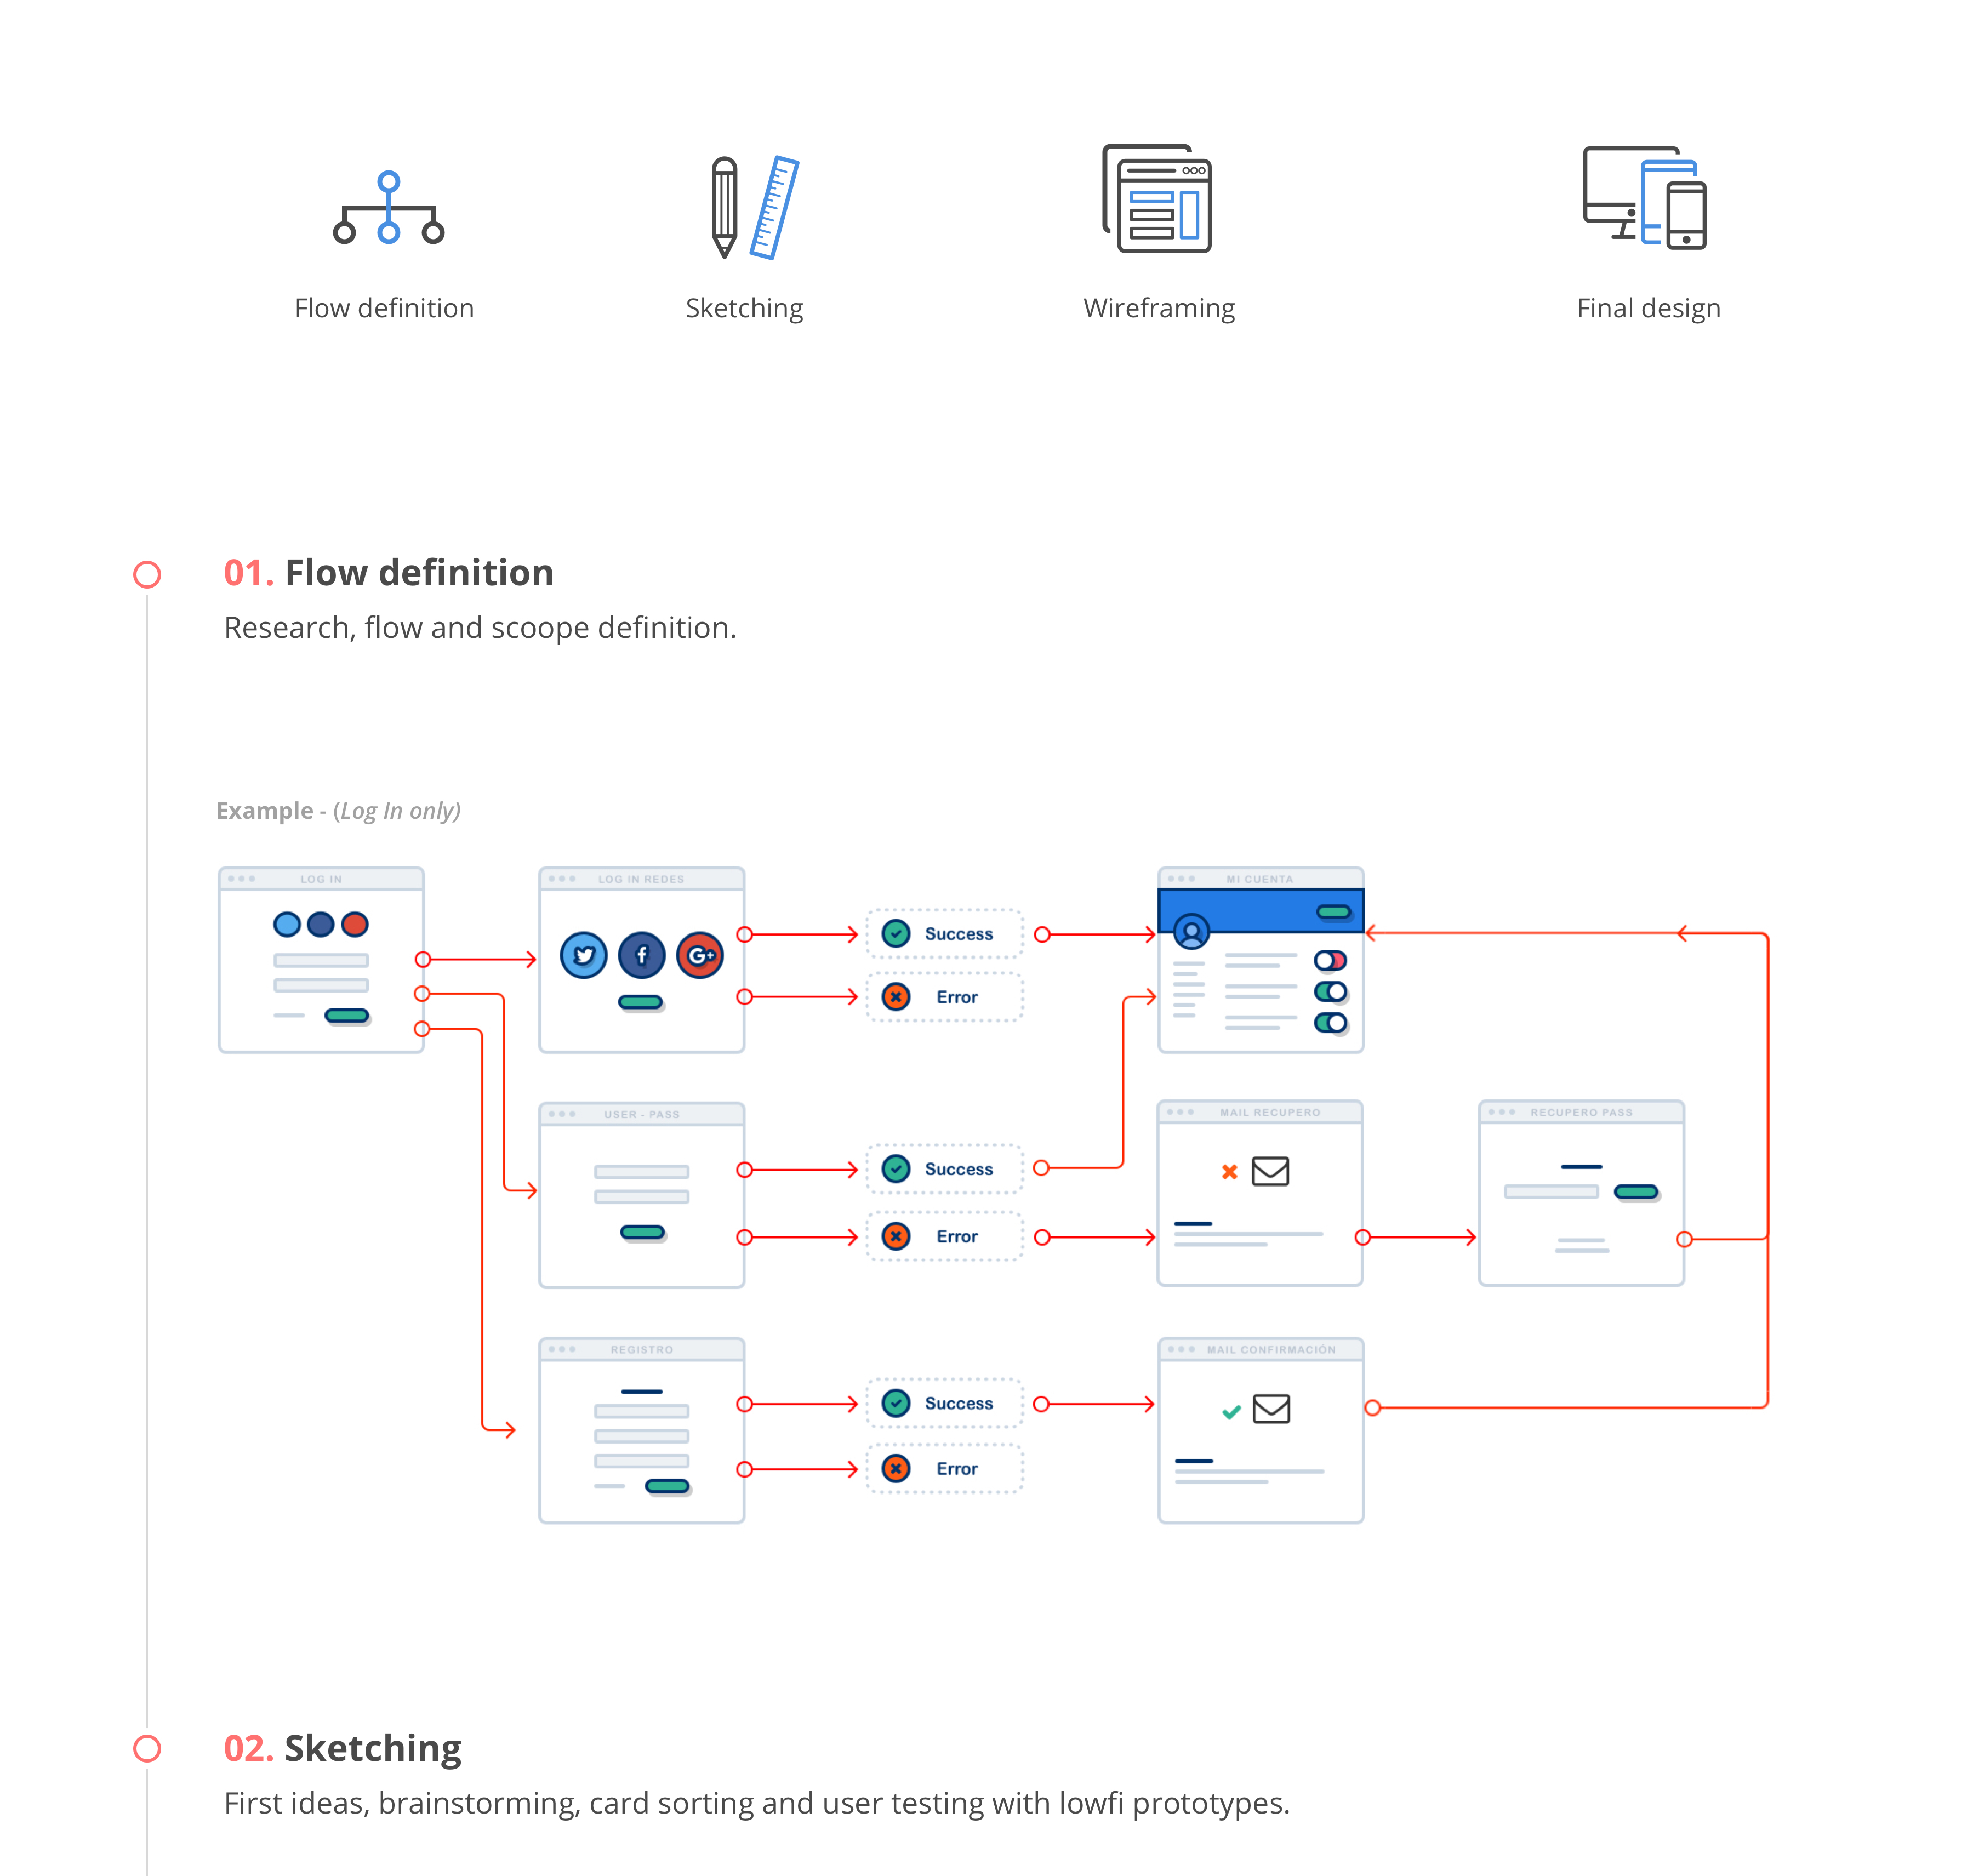 Flow definition
Sketching
Wireframing
Final design
01. Flow definition
Research, flow and scoope definition.
Example - (Log In only)
LOG IN
LOG IN REDES
MI CUENTA
f
G+
Success
Error
USER - PASS
MAIL RECUPERO
RECUPERO PASS
Success
Error
REGISTRO
MAIL CONFIRMACIÓN
Success
Error
02. Sketching
First ideas, brainstorming, card sorting and user testing with lowfi prototypes.